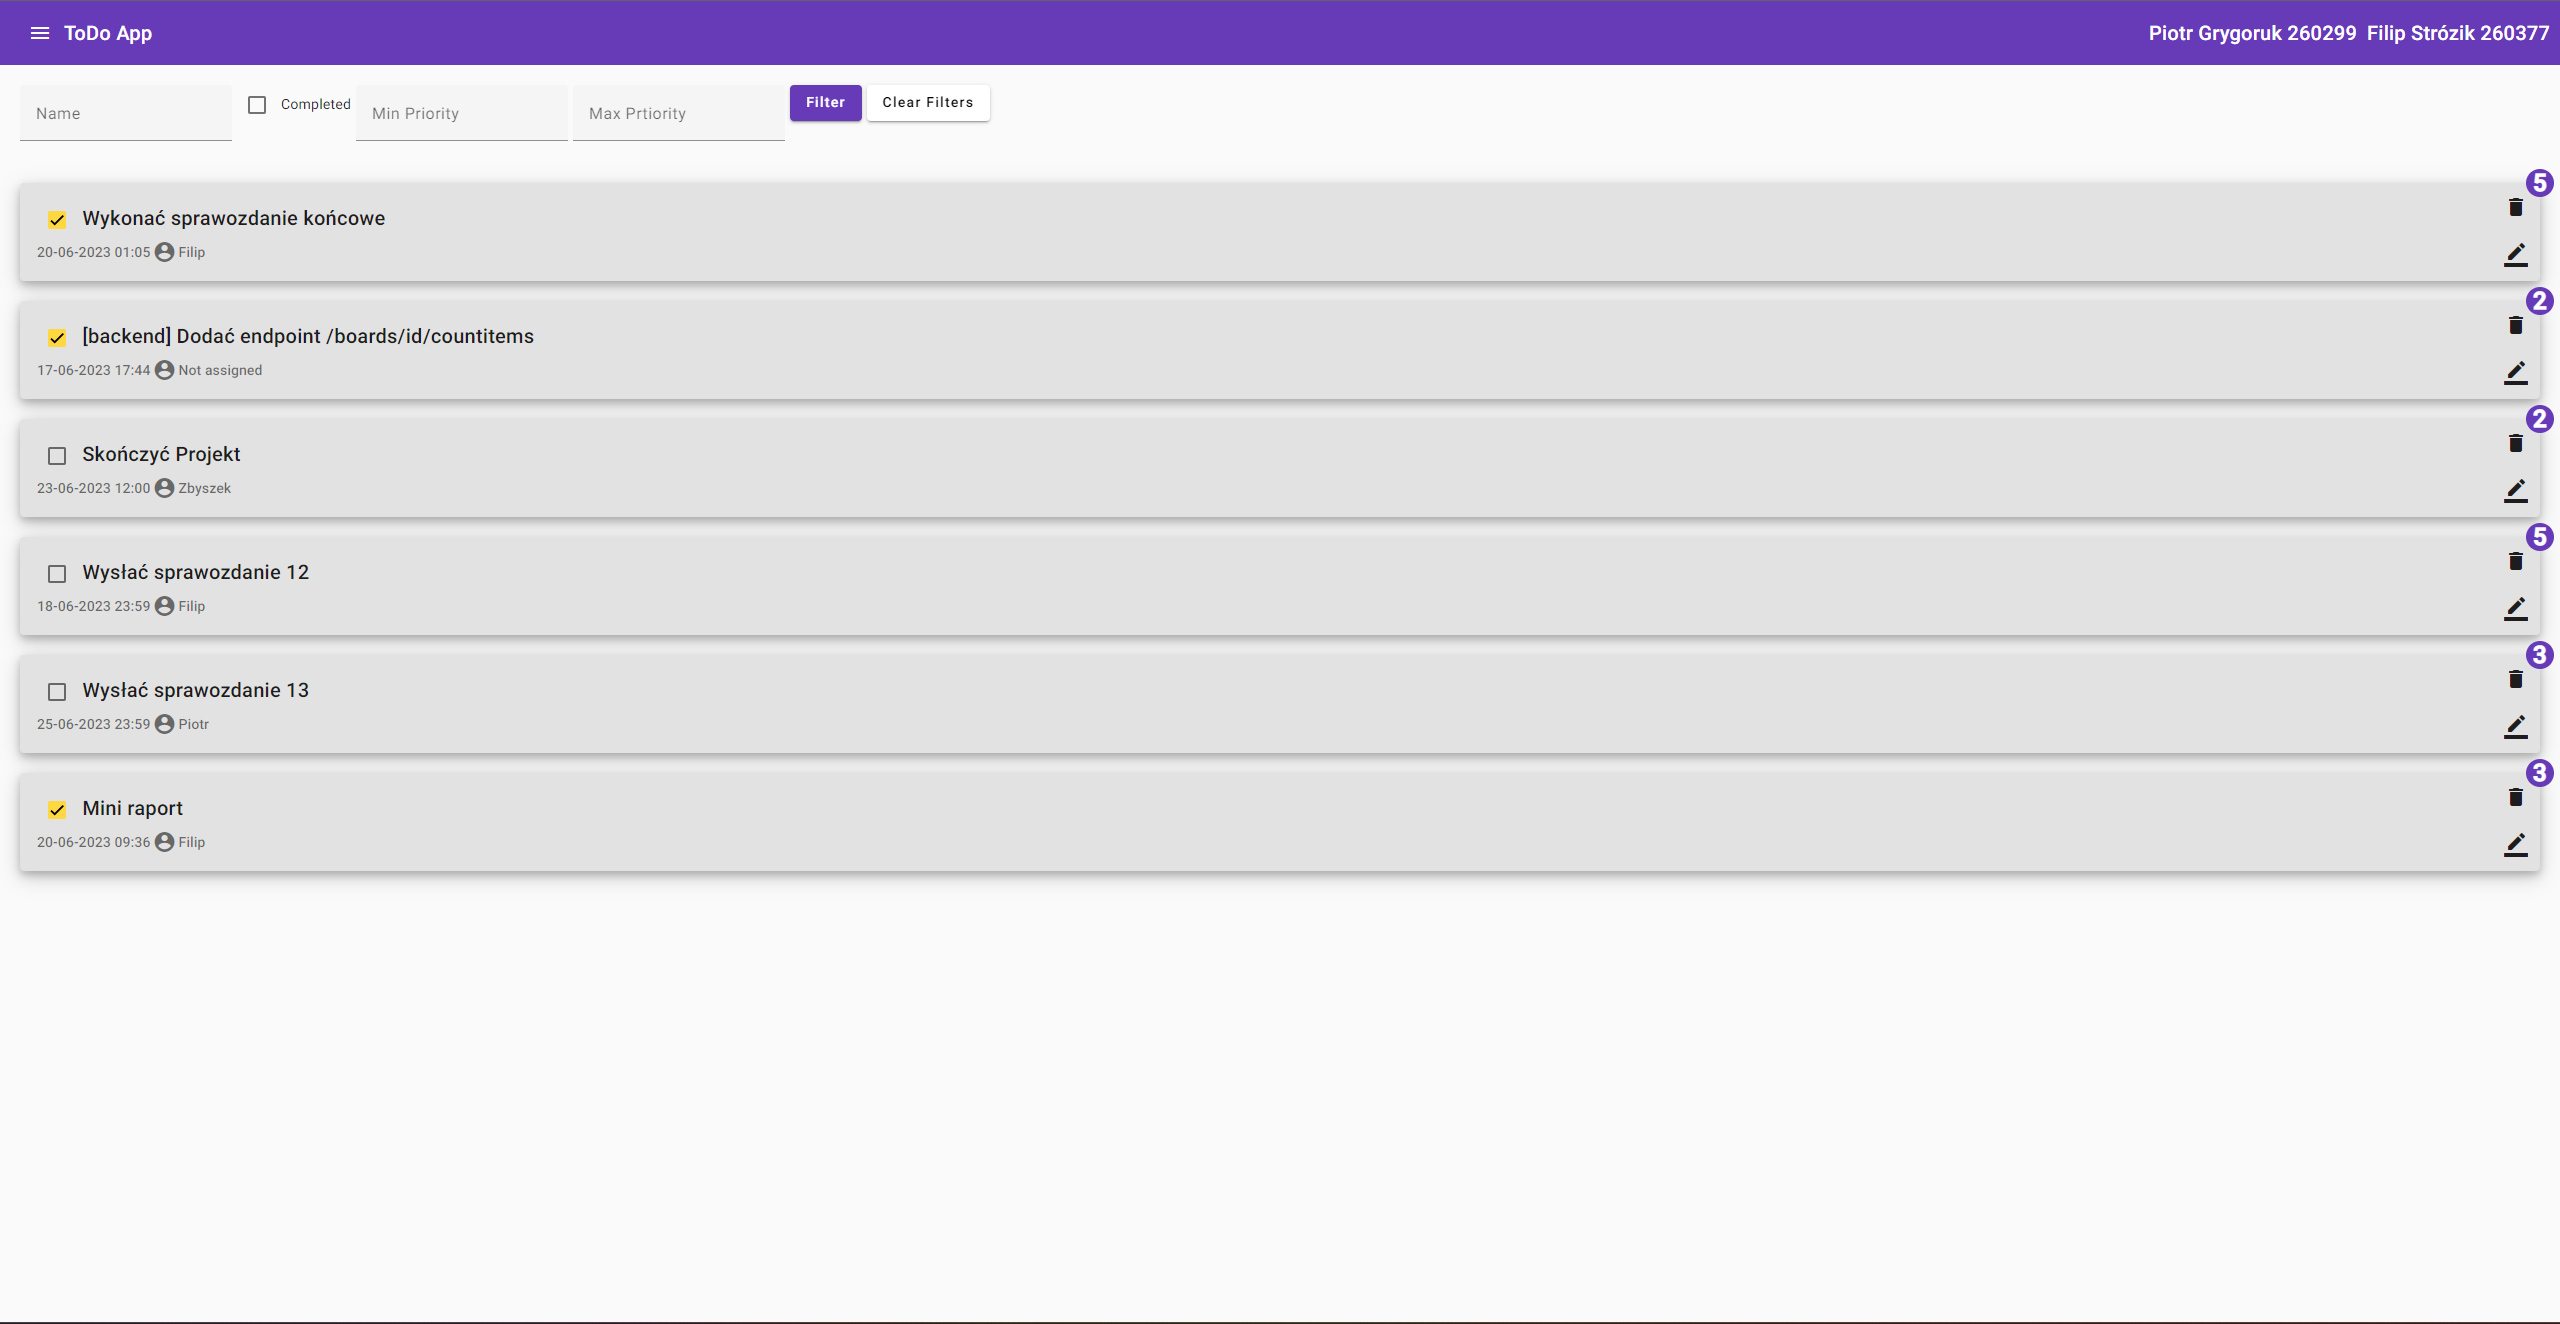 ToDo App
Piotr Grygoruk 260299 Filip Strózik 260377
Name
Completed
Min Priority
Max Prtiority
Filter
Clear Filters
5
Wykonać sprawozdanie końcowe
20-06-2023 01:05 Filip
2
[backend] Dodać endpoint /boards/id/countitems
17-06-2023 17:44 Not assigned
2
Skończyć Projekt
23-06-2023 12:00 Zbyszek
5
Wysłać sprawozdanie 12
18-06-2023 23:59 Filip
3
Wysłać sprawozdanie 13
25-06-2023 23:59 Piotr
3
Mini raport
20-06-2023 09:36 Filip